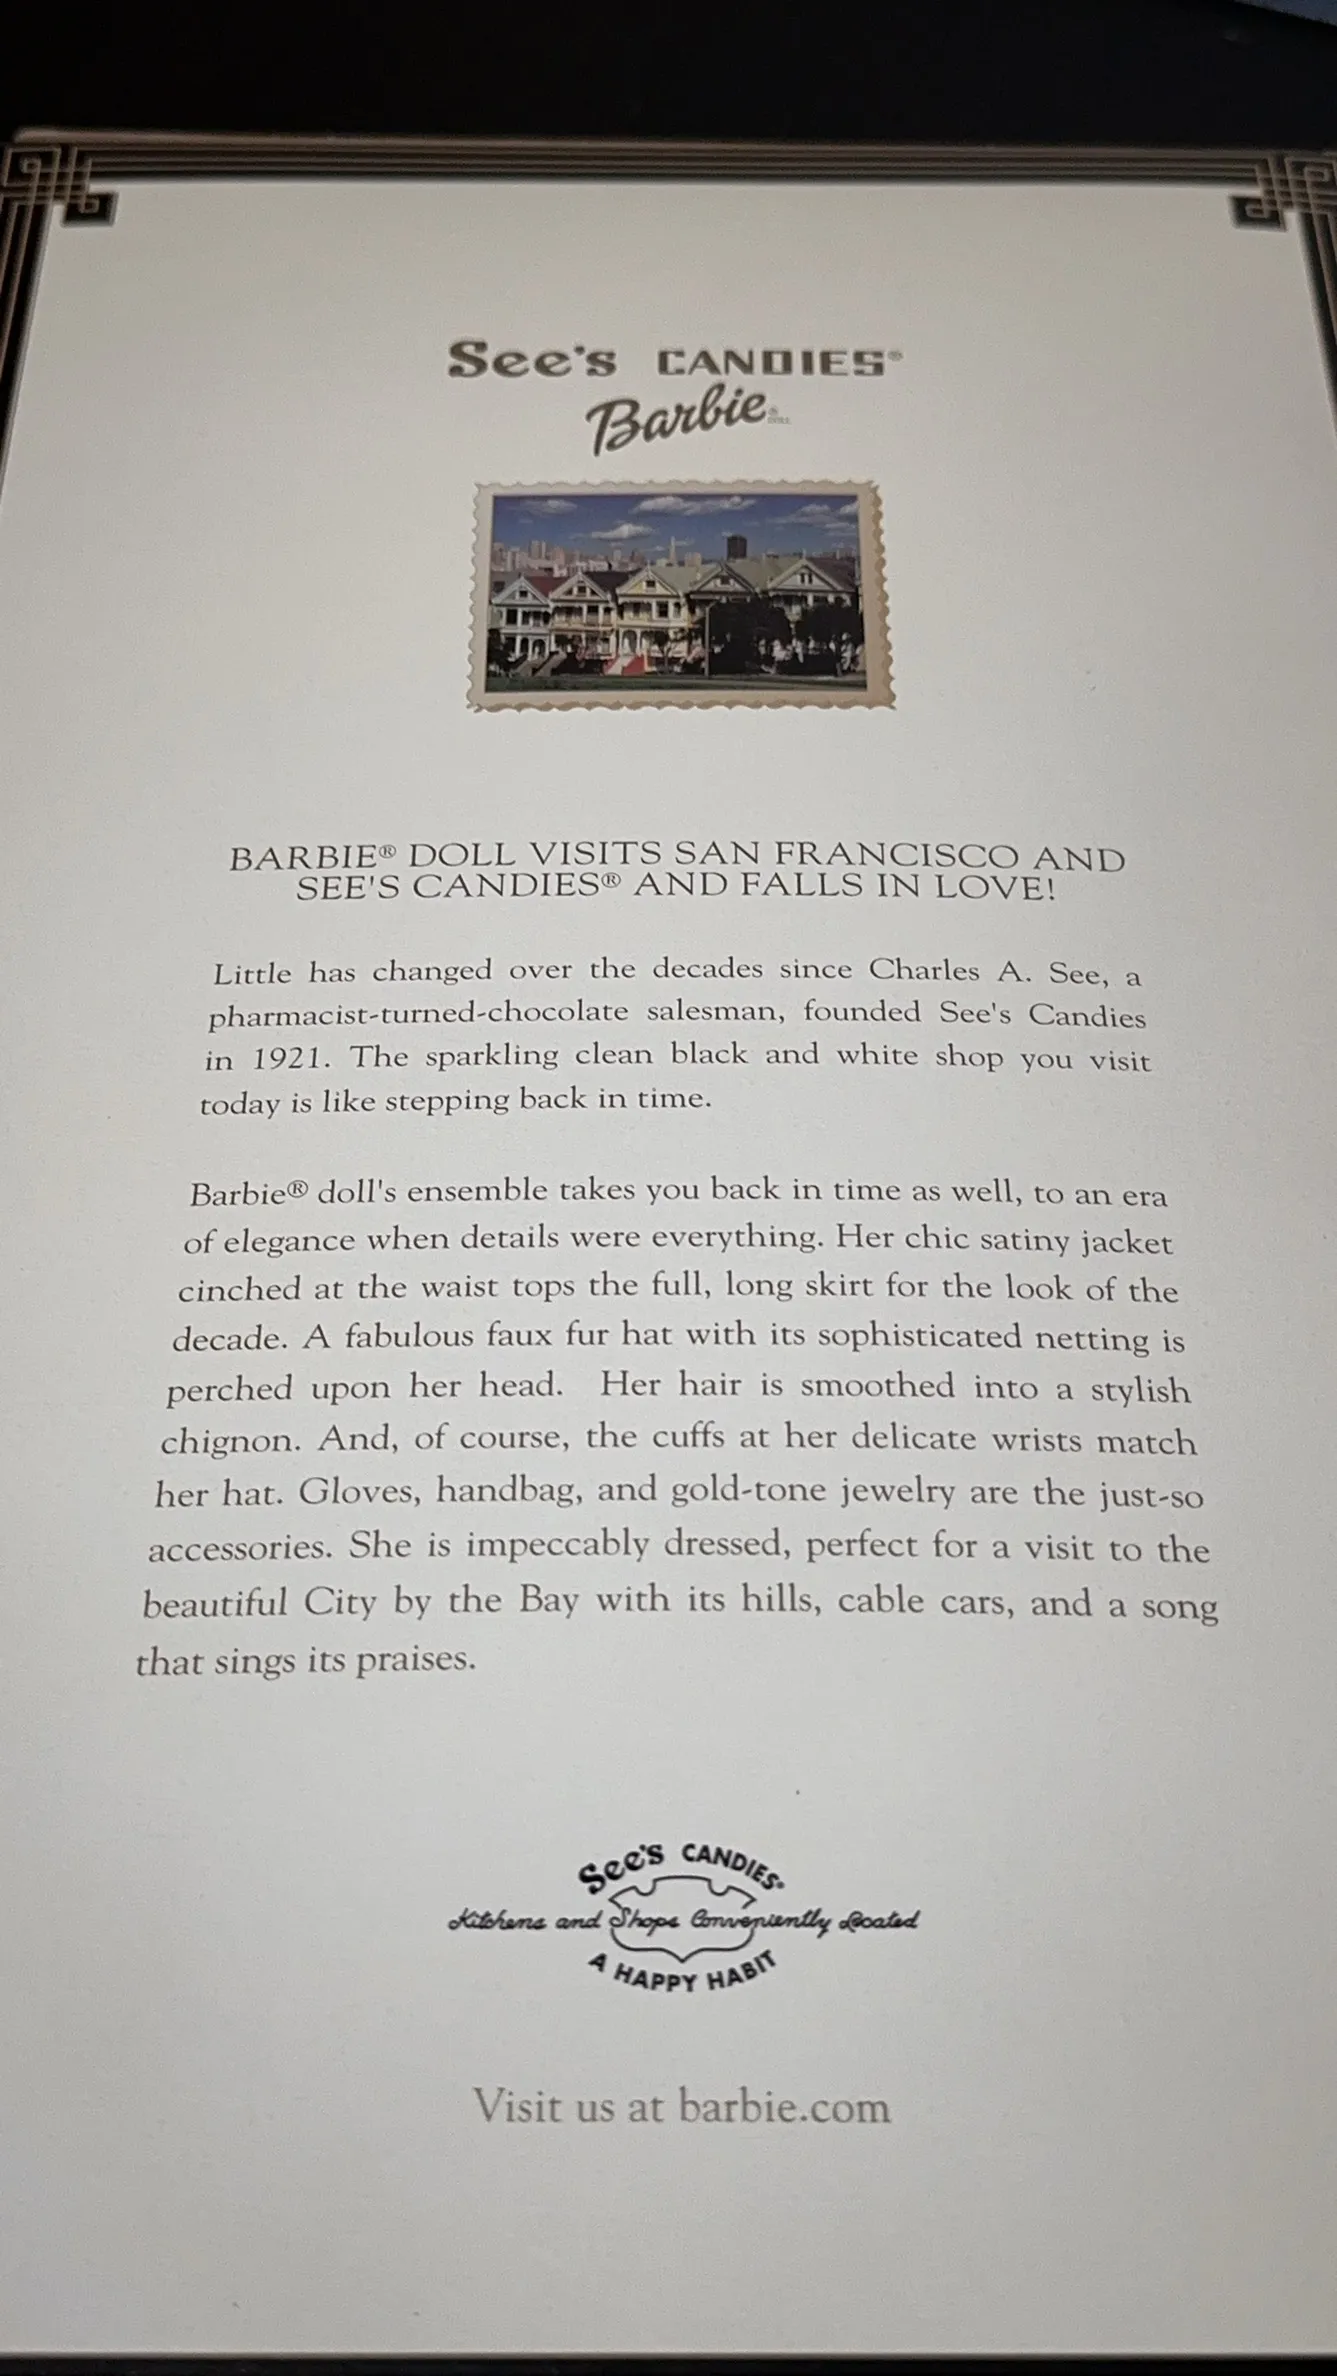 See's CANDIES®
Barbie®
BARBIE® DOLL VISITS SAN FRANCISCO AND
SEE'S CANDIES® AND FALLS IN LOVE!
Little has changed over the decades since Charles A. See, a
pharmacist-turned-chocolate salesman, founded See's Candies
in 1921. The sparkling clean black and white shop you visit
today is like stepping back in time.
Barbie® doll's ensemble takes you back in time as well, to an era
of elegance when details were everything. Her chic satiny jacket
cinched at the waist tops the full, long skirt for the look of the
decade. A fabulous faux fur hat with its sophisticated netting is
perched upon her head. Her hair is smoothed into a stylish
chignon. And, of course, the cuffs at her delicate wrists match
her hat. Gloves, handbag, and gold-tone jewelry are the just-so
accessories. She is impeccably dressed, perfect for a visit to the
beautiful City by the Bay with its hills, cable cars, and a song
that sings its praises.
See's CANDIES®
Kitchens and Shops Conveniently Located
A HAPPY HABIT
Visit us at barbie.com